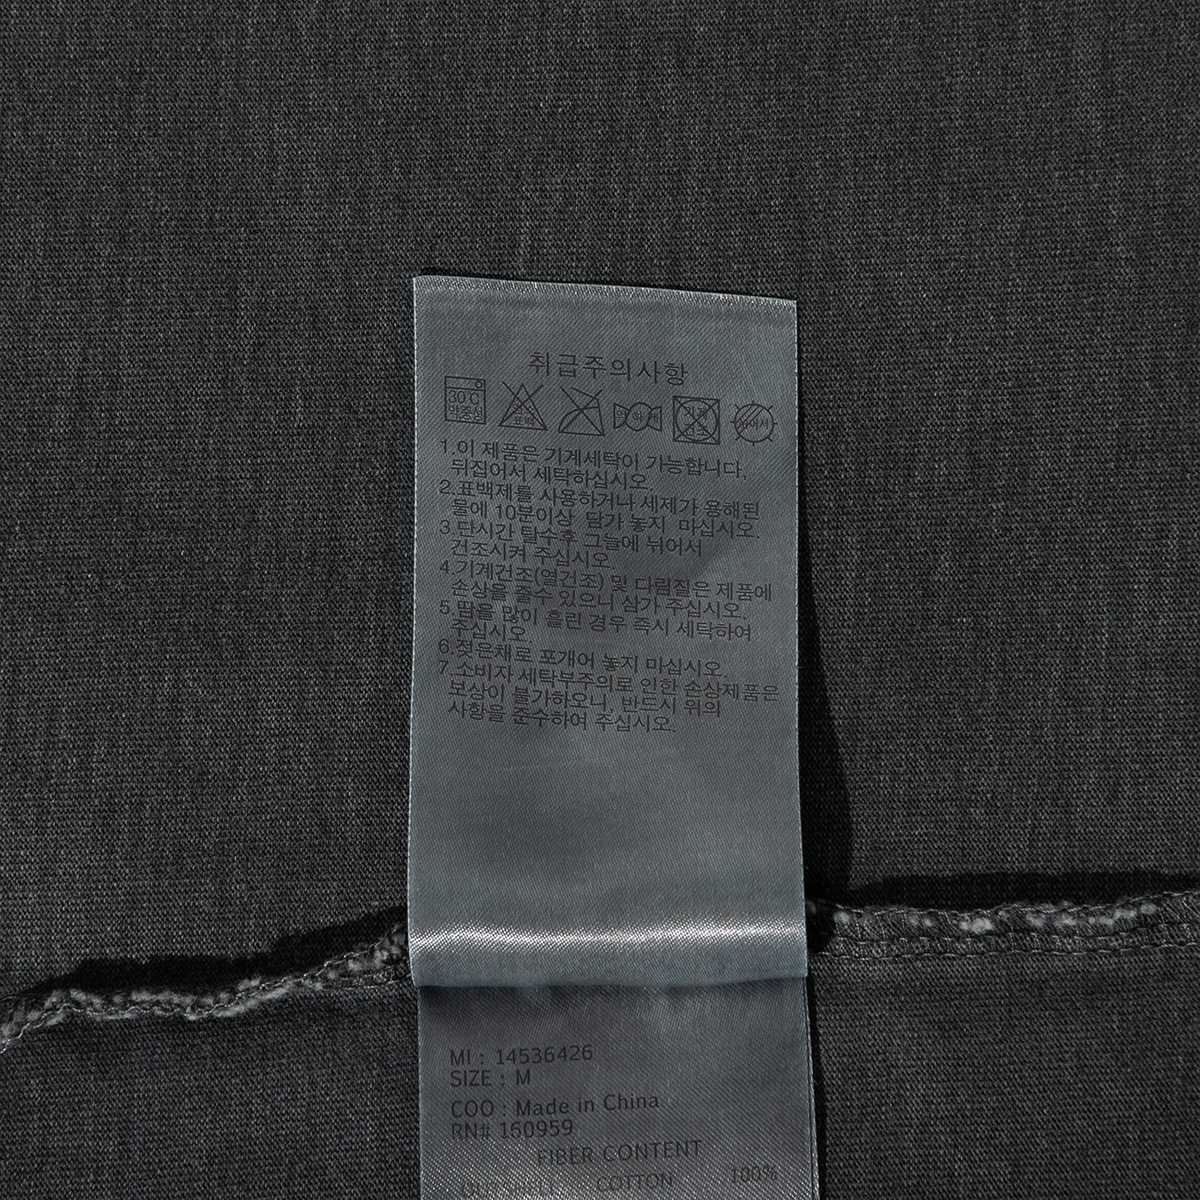 취급주의사항
30℃
약중성
표백
1.이 제품은 기계세탁이 가능합니다.
뒤집어서 세탁하십시오.
2.표백제를 사용하거나 세제가 용해된
물에 10분이상 담가 놓지 마십시오.
3.단시간 탈수후 그늘에 뉘어서
건조시켜 주십시오.
4.기계건조(열건조) 및 다림질은 제품에
손상을 줄수 있으니 삼가 주십시오.
5.땀을 많이 흘린 경우 즉시 세탁하여
주십시오.
6.젖은채로 포개어 놓지 마십시오.
7.소비자 세탁부주의로 인한 손상제품은
보상이 불가하오니, 반드시 위의
사항을 준수하여 주십시오.
MI : 14536426
SIZE : M
COO : Made in China
RN# 160959
FIBER CONTENT
COTTON 100%